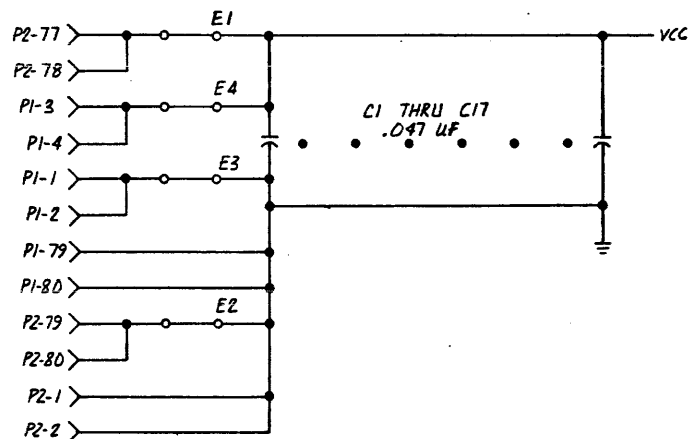 E1
P2-77
VCC
P2-78
E4
P1-3
C1 THRU C17
.047 UF
P1-4
E3
P1-1
P1-2
P1-79
P1-80
E2
P2-79
P2-80
P2-1
P2-2